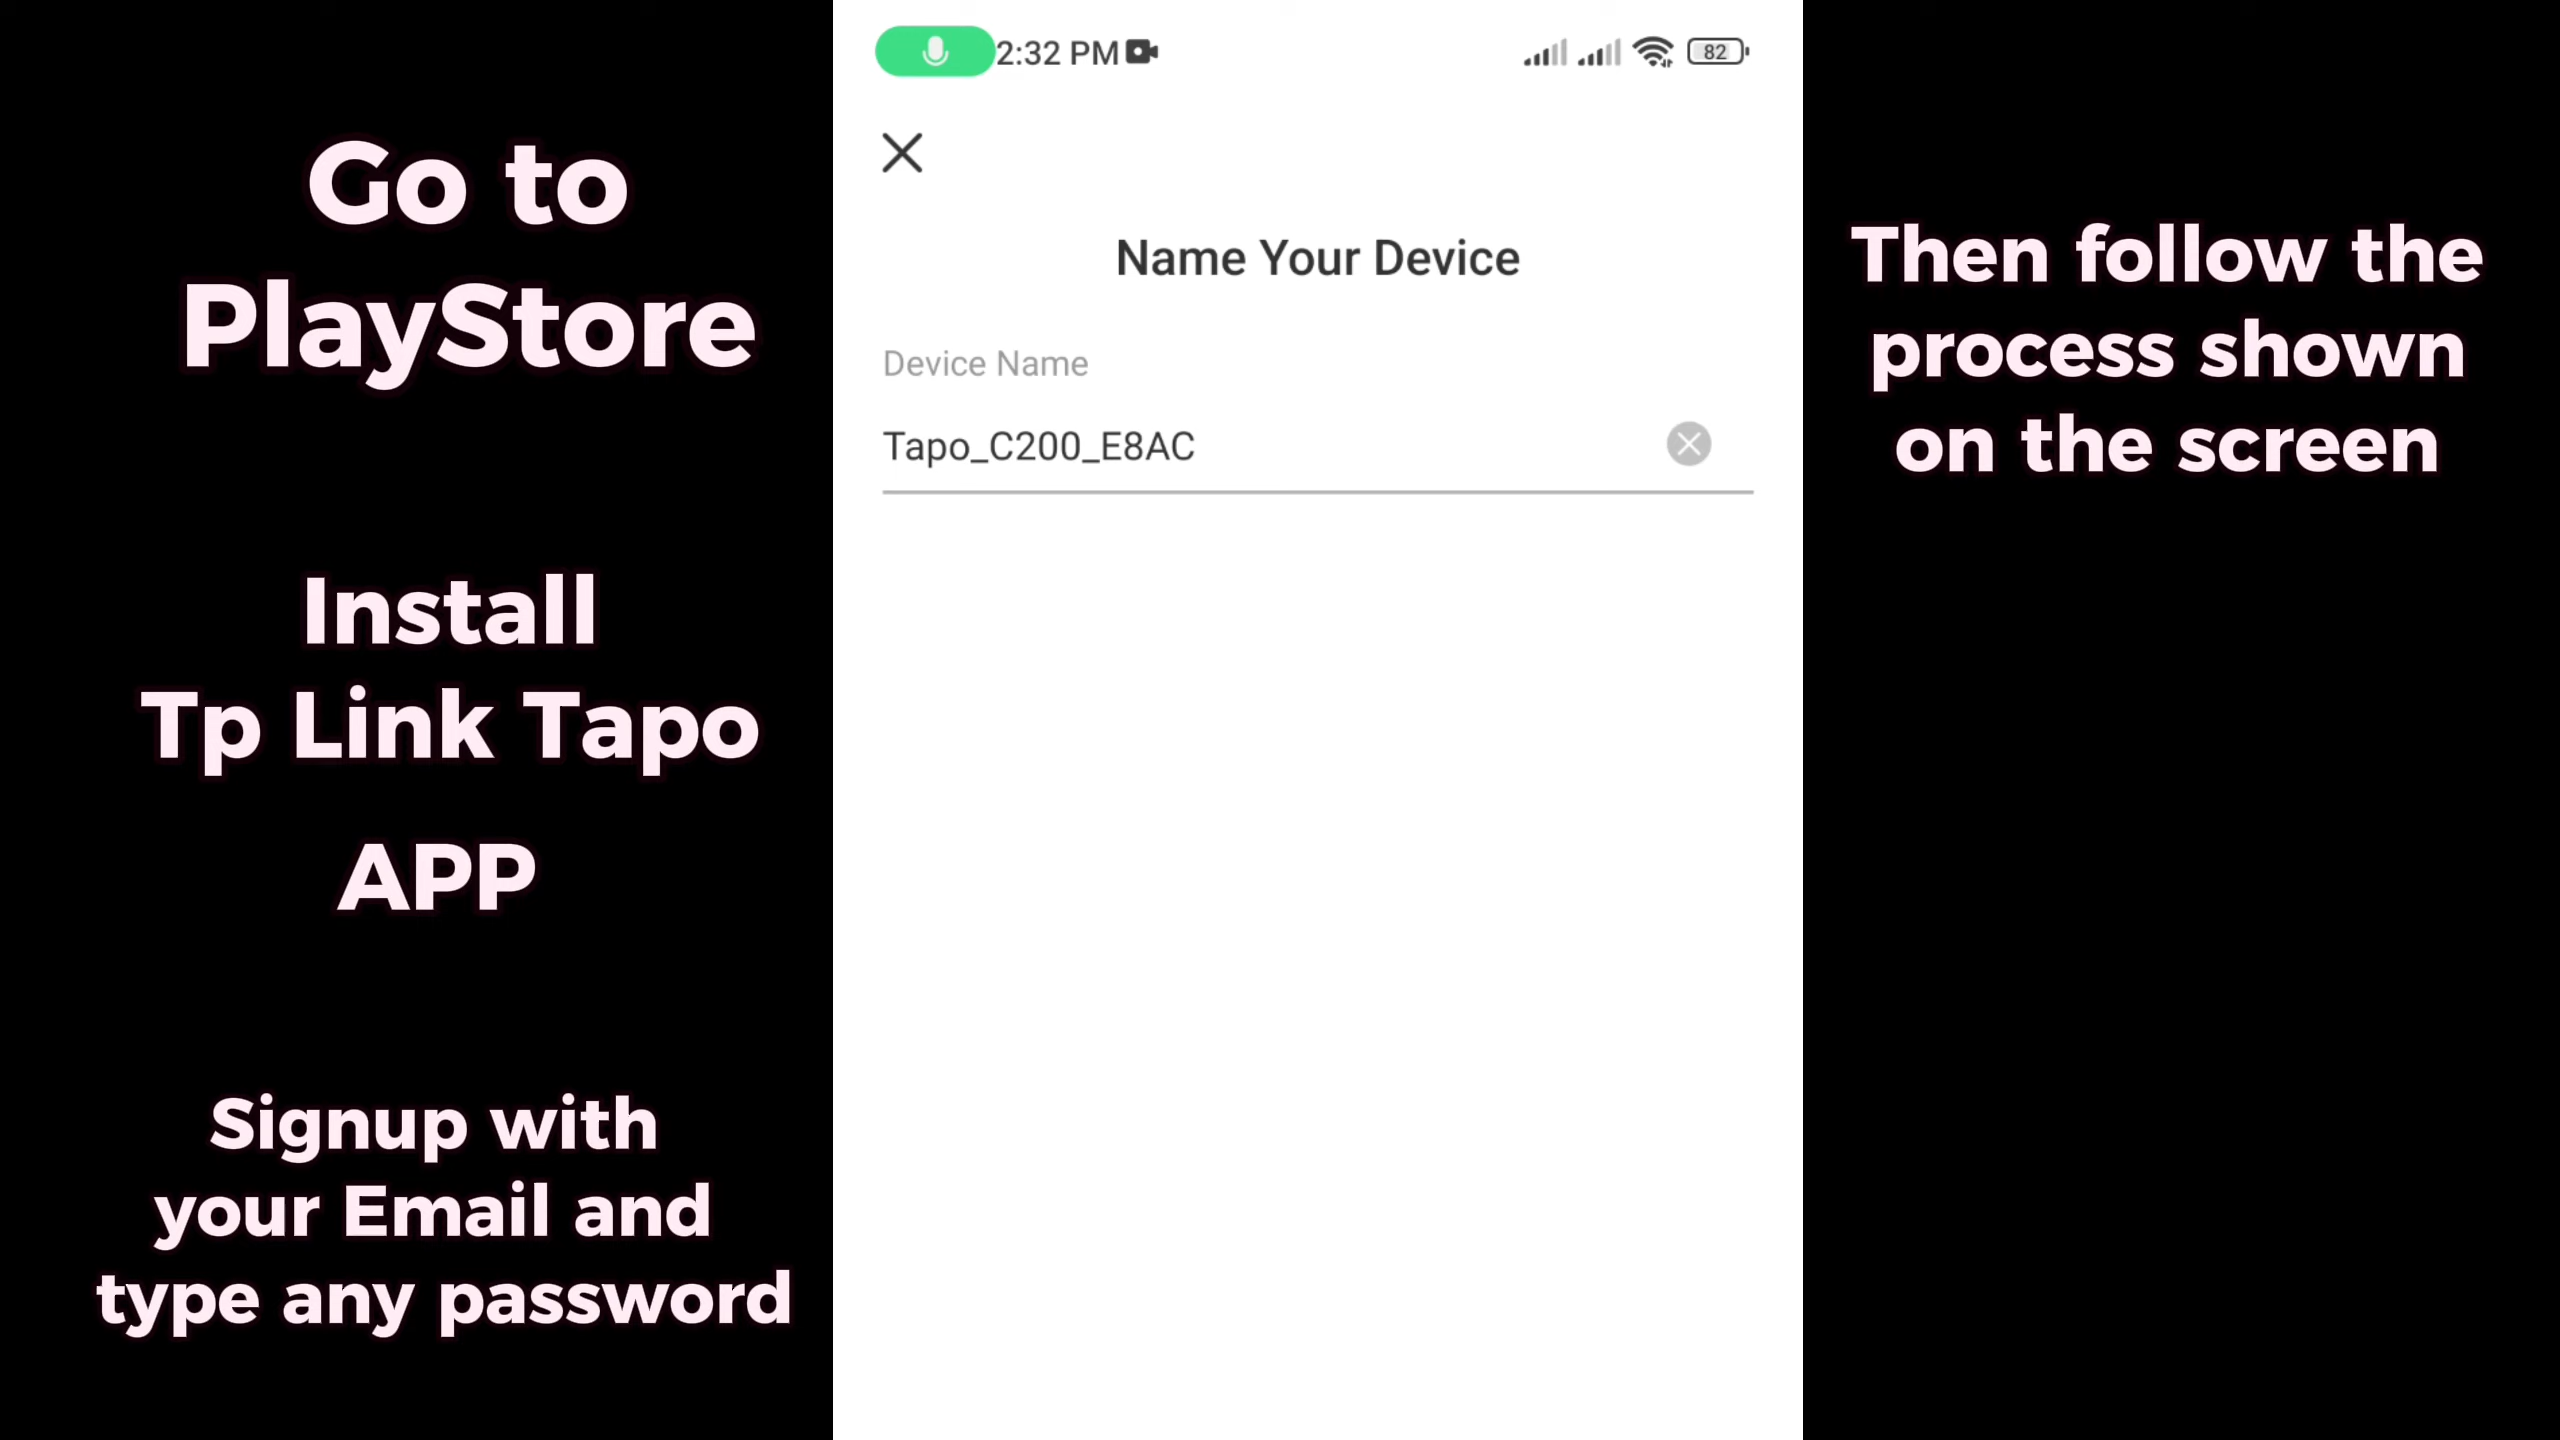 Go to
PlayStore
Install
Tp Link Tapo
APP
Signup with
your Email and
type any password
2:32 PM
82
Name Your Device
Device Name
Tapo_C200_E8AC
Then follow the
process shown
on the screen